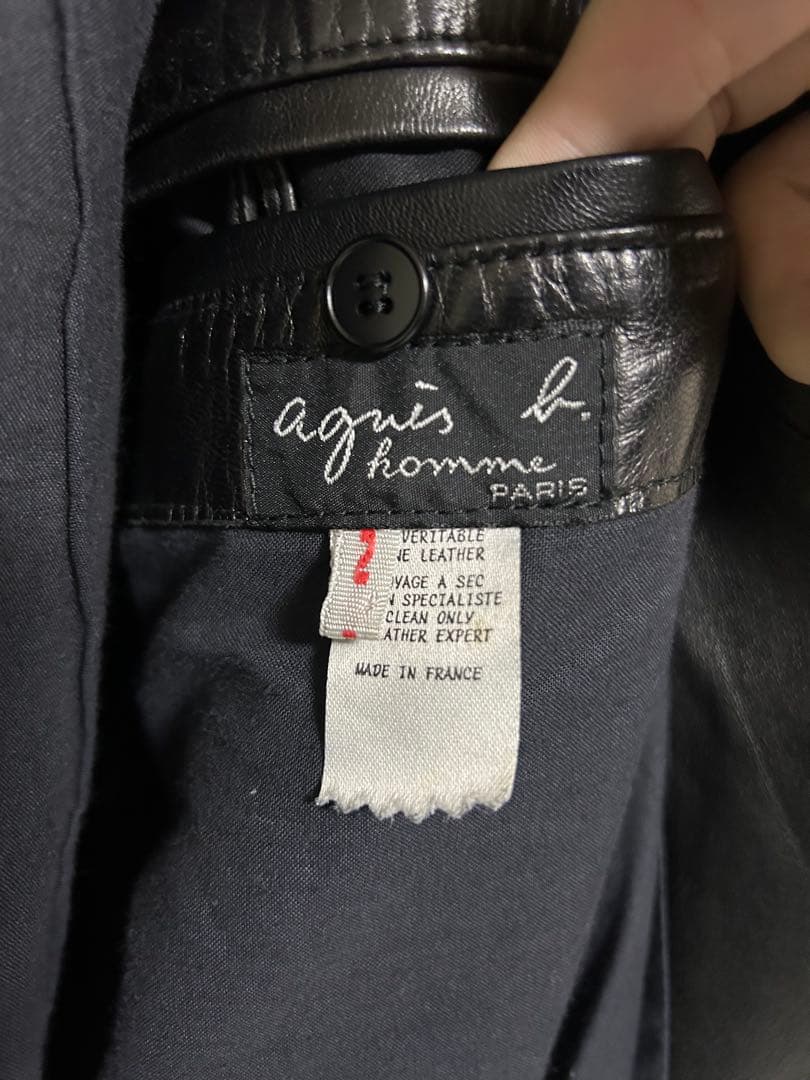 agnès b.
homme
PARIS
VERITABLE
NE LEATHER
YAGE A SEC
N SPECIALISTE
CLEAN ONLY
ATHER EXPERT
MADE IN FRANCE